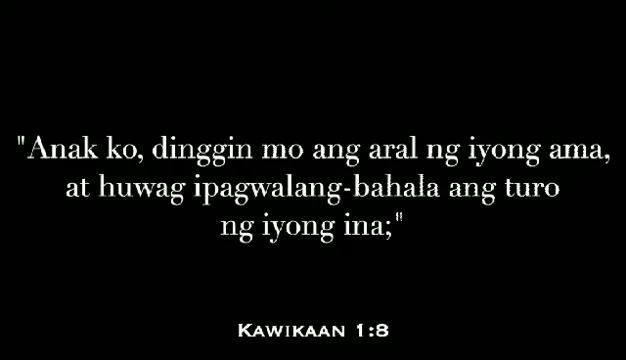 "Anak ko, dinggin mo ang aral ng iyong ama,
at huwag ipagwalang-bahala ang turo
ng iyong ina;"
Kawikaan 1:8